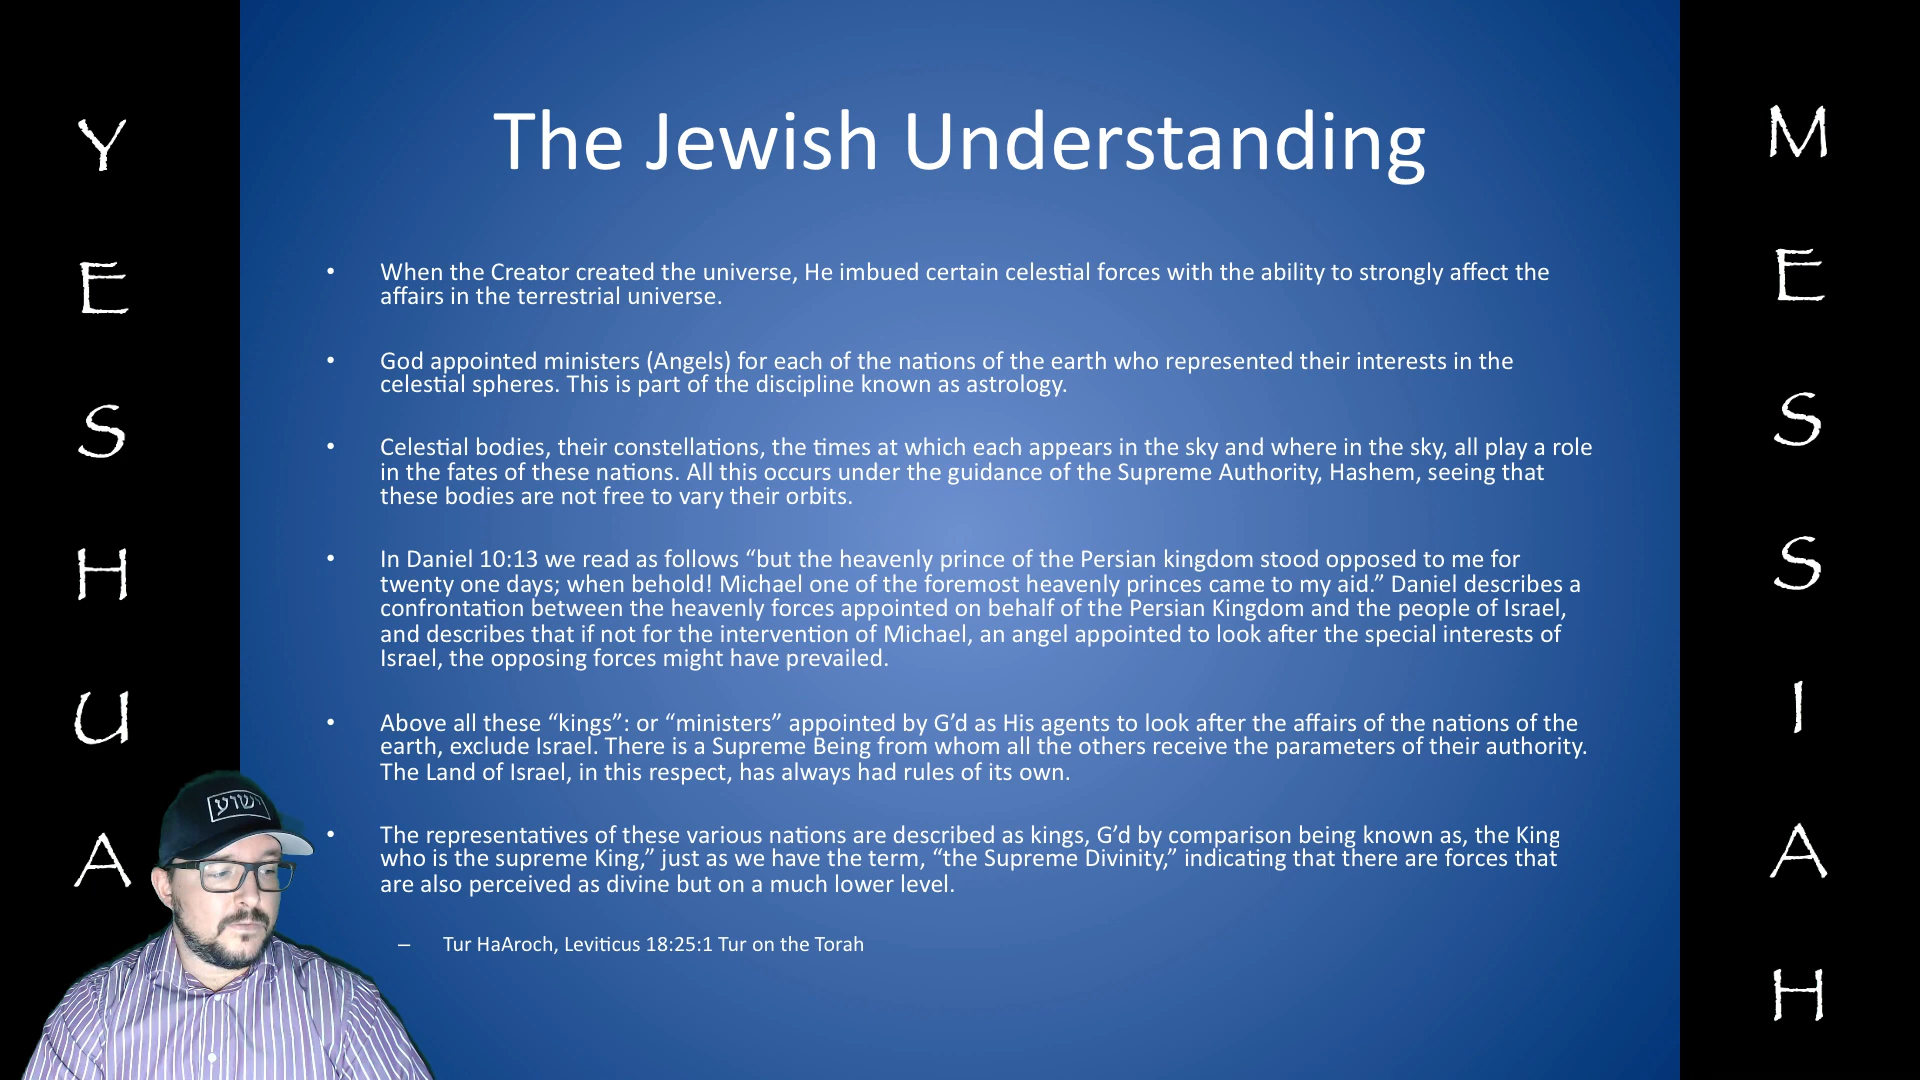 The Jewish Understanding
• When the Creator created the universe, He imbued certain celestial forces with the ability to strongly affect the
affairs in the terrestrial universe.
• God appointed ministers (Angels) for each of the nations of the earth who represented their interests in the
celestial spheres. This is part of the discipline known as astrology.
• Celestial bodies, their constellations, the times at which each appears in the sky and where in the sky, all play a role
in the fates of these nations. All this occurs under the guidance of the Supreme Authority, Hashem, seeing that
these bodies are not free to vary their orbits.
• In Daniel 10:13 we read as follows “but the heavenly prince of the Persian kingdom stood opposed to me for
twenty one days; when behold! Michael one of the foremost heavenly princes came to my aid.” Daniel describes a
confrontation between the heavenly forces appointed on behalf of the Persian Kingdom and the people of Israel,
and describes that if not for the intervention of Michael, an angel appointed to look after the special interests of
Israel, the opposing forces might have prevailed.
• Above all these “kings”: or “ministers” appointed by G’d as His agents to look after the affairs of the nations of the
earth, exclude Israel. There is a Supreme Being from whom all the others receive the parameters of their authority.
The Land of Israel, in this respect, has always had rules of its own.
• The representatives of these various nations are described as kings, G’d by comparison being known as, the King
who is the supreme King,” just as we have the term, “the Supreme Divinity,” indicating that there are forces that
are also perceived as divine but on a much lower level.
– Tur HaAroch, Leviticus 18:25:1 Tur on the Torah
YESHUA
MESSIAH
ישוע